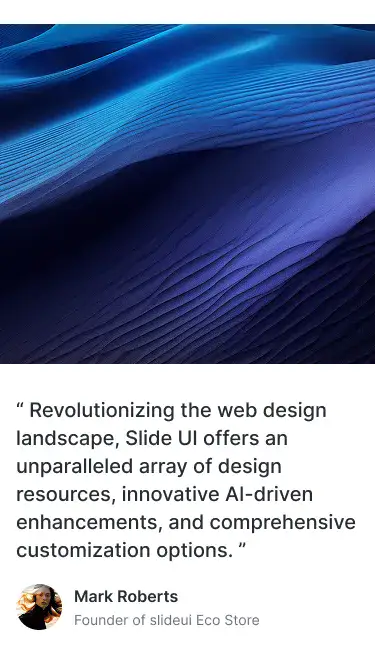 “ Revolutionizing the web design
landscape, Slide UI offers an
unparalleled array of design
resources, innovative AI-driven
enhancements, and comprehensive
customization options. ”
Mark Roberts
Founder of slideui Eco Store